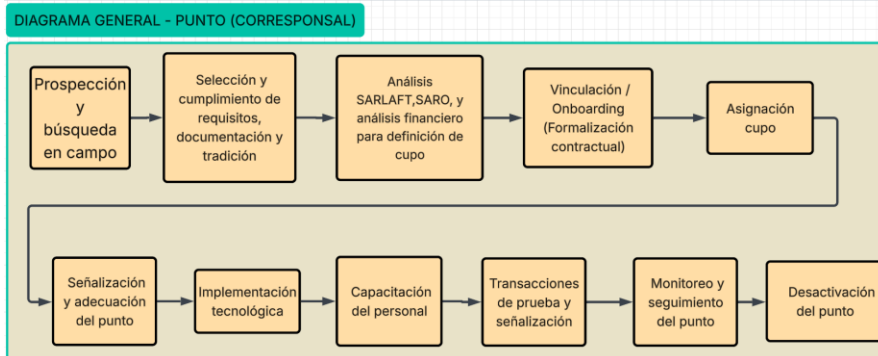 DIAGRAMA GENERAL - PUNTO (CORRESPONSAL)
Prospección
y
búsqueda
en campo
Selección y
cumplimiento de
requisitos,
documentación y
tradición
Análisis
SARLAFT,SARO, y
análisis financiero
para definición de
cupo
Vinculación /
Onboarding
(Formalización
contractual)
Asignación
cupo
Señalización
y adecuación
del punto
Implementación
tecnológica
Capacitación
del personal
Transacciones
de prueba y
señalización
Monitoreo y
seguimiento
del punto
Desactivación
del punto